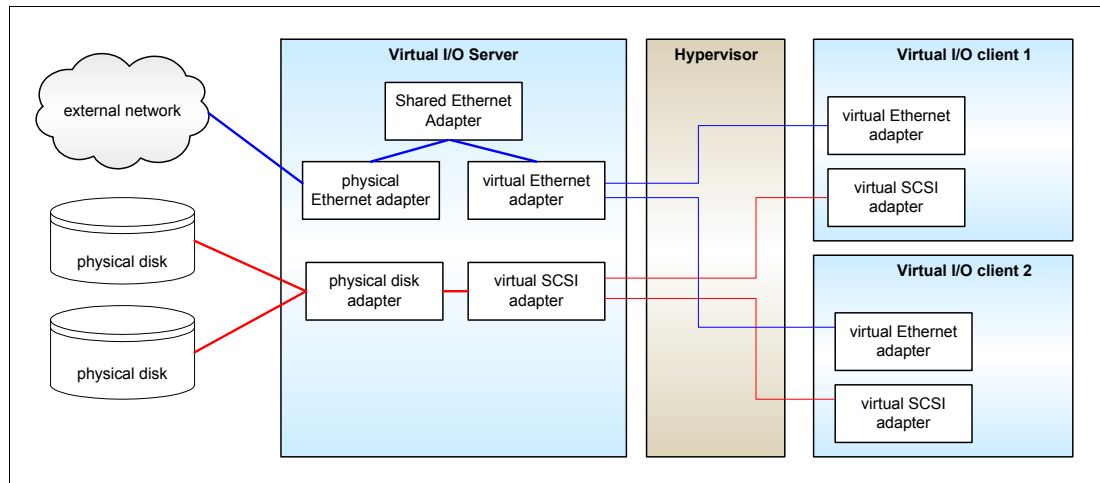 external network
physical disk
physical disk
Virtual I/O Server
Shared Ethernet
Adapter
physical
Ethernet adapter
virtual Ethernet
adapter
physical disk
adapter
virtual SCSI
adapter
Hypervisor
Virtual I/O client 1
virtual Ethernet
adapter
virtual SCSI
adapter
Virtual I/O client 2
virtual Ethernet
adapter
virtual SCSI
adapter